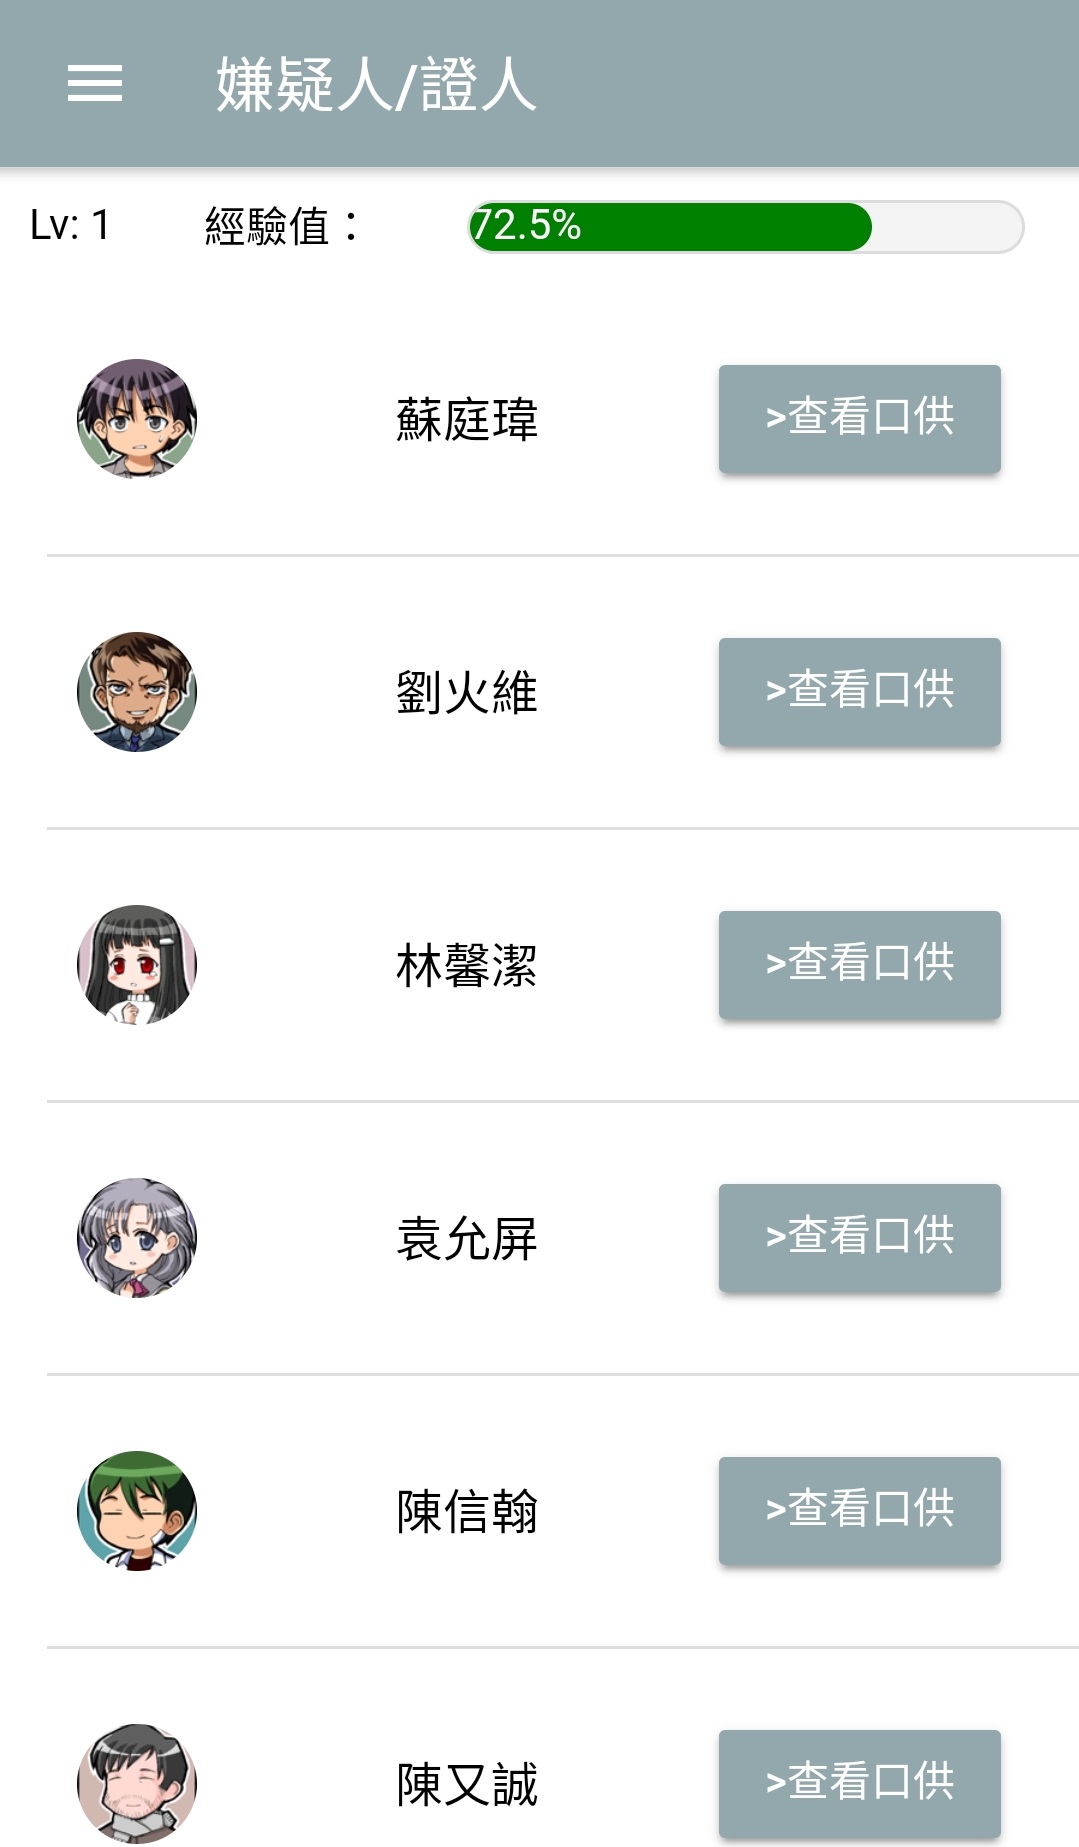 嫌疑人/證人
Lv: 1 經驗值： 72.5%
蘇庭瑋 >查看口供
劉火維 >查看口供
林馨潔 >查看口供
袁允屏 >查看口供
陳信翰 >查看口供
陳又誠 >查看口供